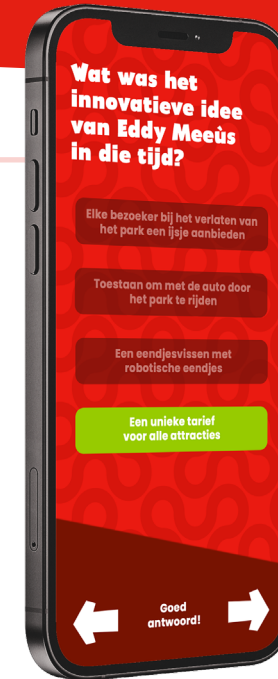 Wat was het
innovatieve idee
van Eddy Meeùs
in die tijd?
Elke bezoeker bij het verlaten van
het park een ijsje aanbieden
Toestaan om met de auto door
het park te rijden
Een eendjesvissen met
robotische eendjes
Een unieke tarief
voor alle attracties
Goed
antwoord!